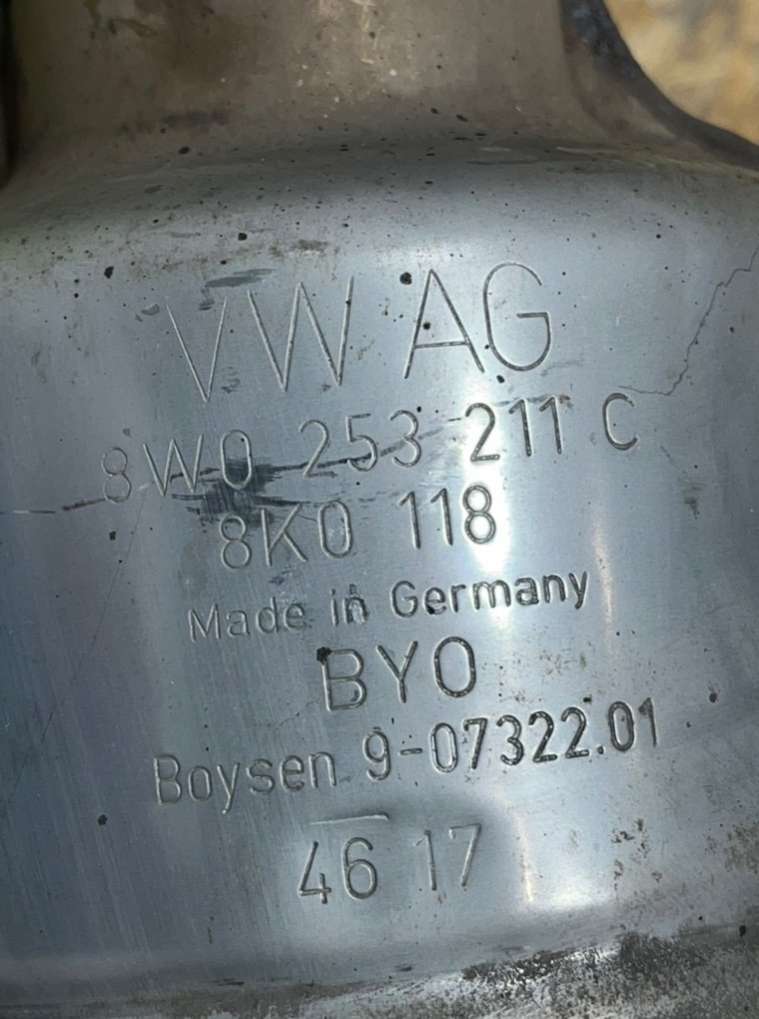 VW AG
8W0 253 211 C
8K0 118
Made in Germany
BYO
Boysen 9-07322.01
46 17